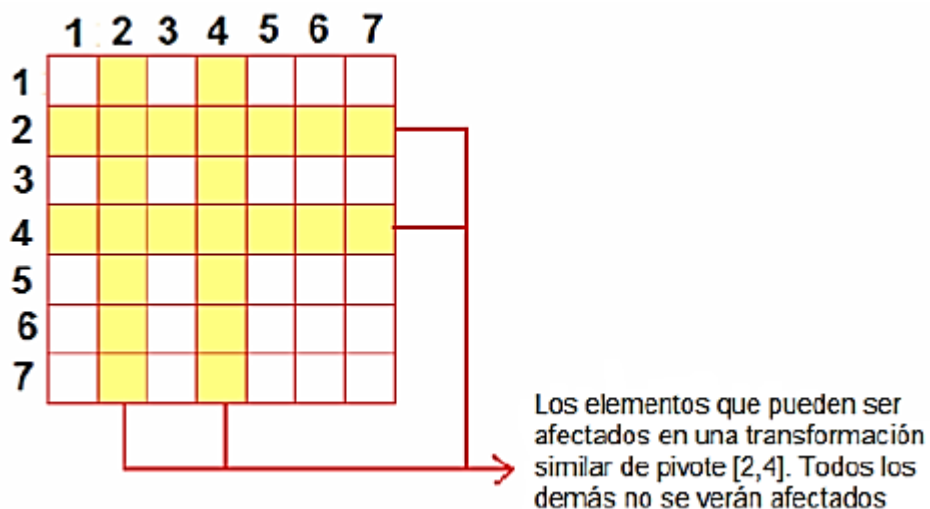 1 2 3 4 5 6 7
1
2
3
4
5
6
7
Los elementos que pueden ser
afectados en una transformación
similar de pivote [2,4]. Todos los
demás no se verán afectados